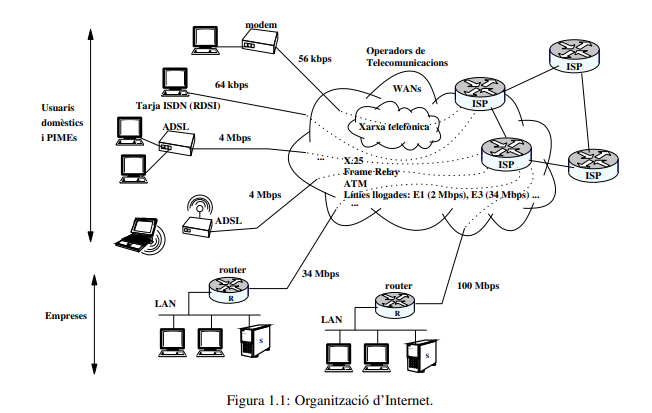 modem
56 kbps
Operadors de
Telecomunicacions
ISP
64 kbps
WANs
ISP
Tarja ISDN (RDSI)
Usuaris
domèstics
i PIMEs
ADSL
Xarxa telefònica
4 Mbps
...
X.25
ISP
ISP
Frame Relay
ATM
4 Mbps
Línies llogades: E1 (2 Mbps), E3 (34 Mbps) ...
...
ADSL
router
34 Mbps
router
100 Mbps
R
LAN
R
Empreses
LAN
S
S
Figura 1.1: Organització d'Internet.